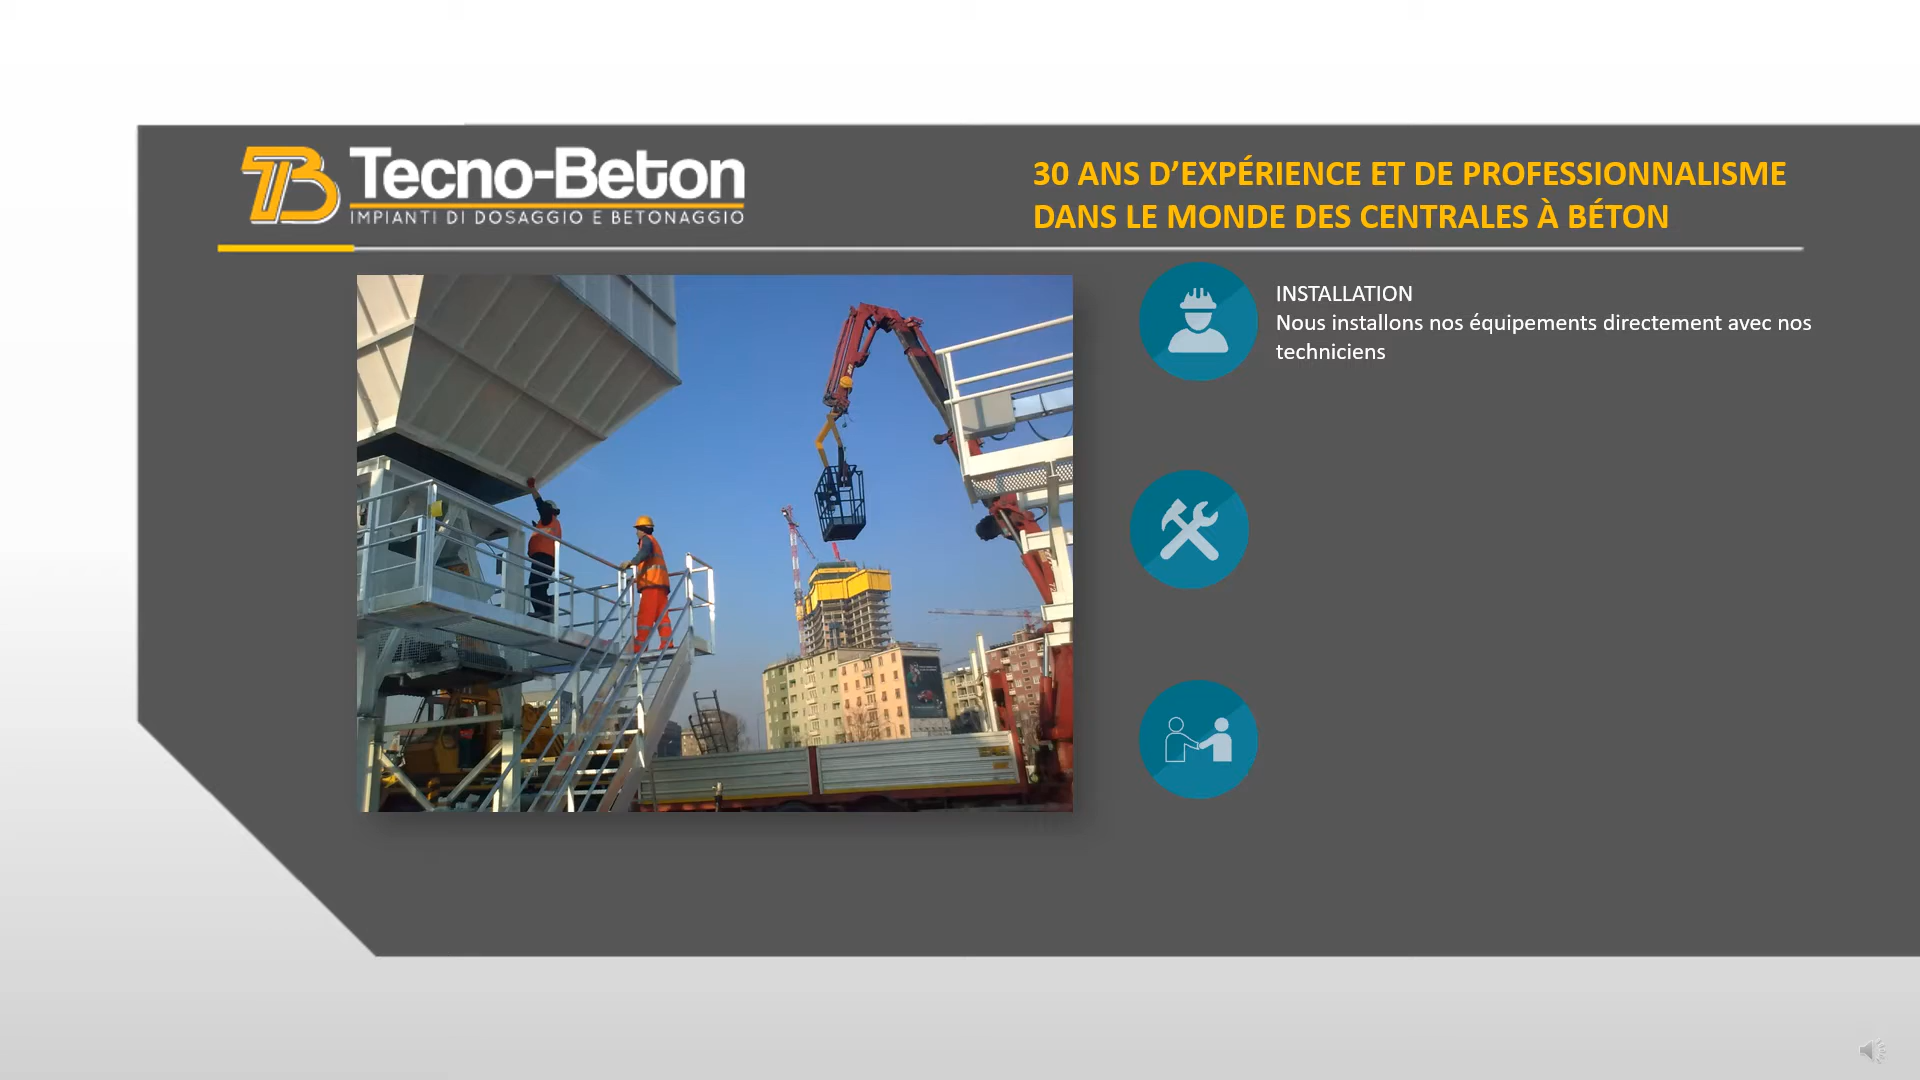 Tecno-Beton
IMPIANTI DI DOSAGGIO E BETONAGGIO
30 ANS D’EXPÉRIENCE ET DE PROFESSIONNALISME
DANS LE MONDE DES CENTRALES À BÉTON
INSTALLATION
Nous installons nos équipements directement avec nos
techniciens